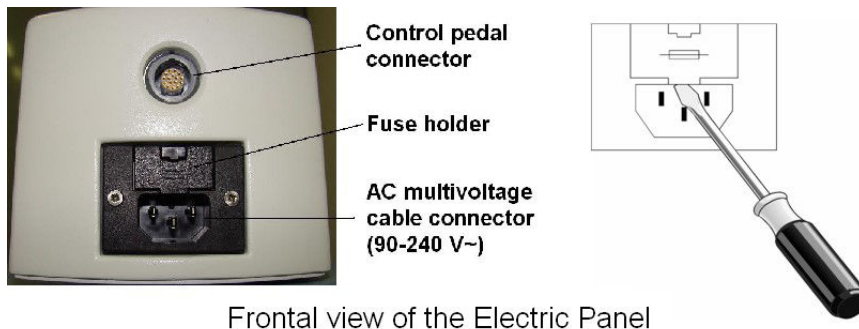 Control pedal
connector
Fuse holder
AC multivoltage
cable connector
(90-240 V~)
Frontal view of the Electric Panel